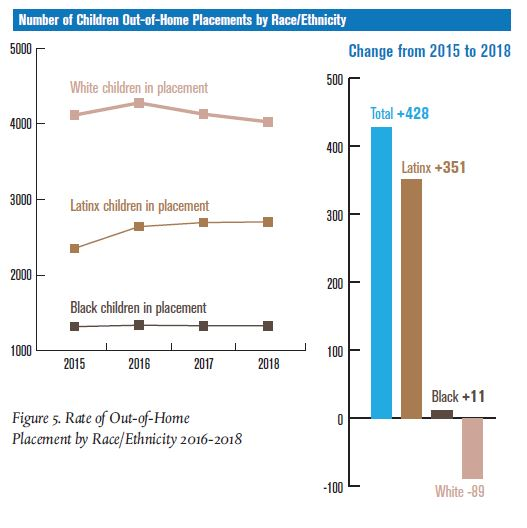 Number of Children Out-of-Home Placements by Race/Ethnicity
5000
4000
3000
2000
1000
White children in placement
Latinx children in placement
Black children in placement
2015 2016 2017 2018
Figure 5. Rate of Out-of-Home
Placement by Race/Ethnicity 2016-2018
Change from 2015 to 2018
500
400
300
200
100
0
-100
Total +428
Latinx +351
Black +11
White -89